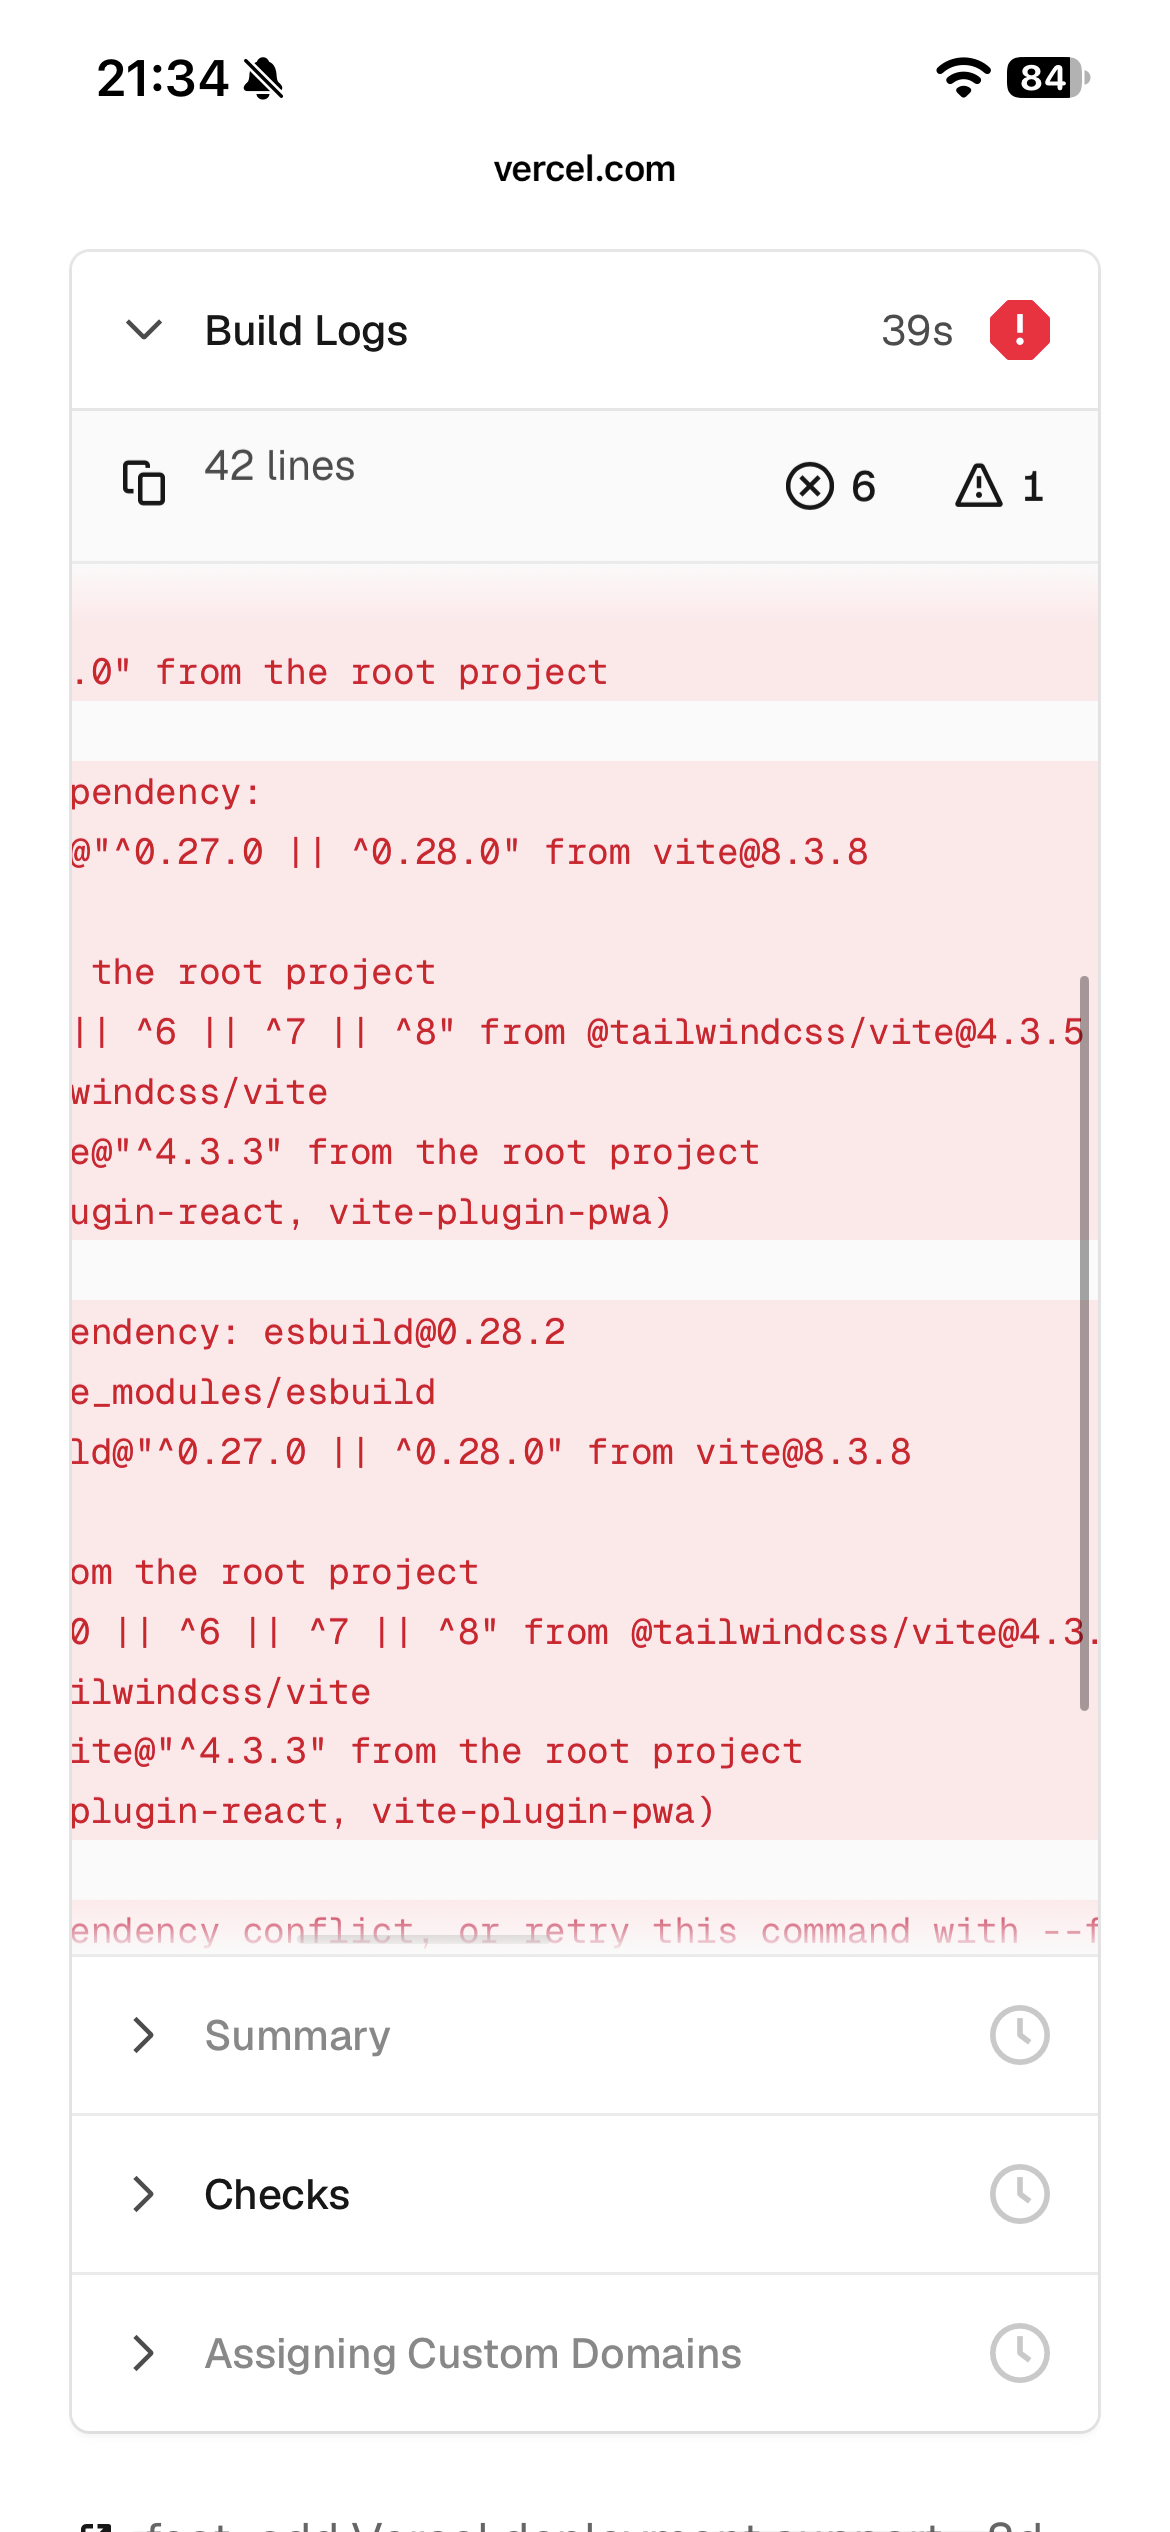 21:34
84
vercel.com
Build Logs
39s
42 lines
6
1
.0" from the root project
pendency:
@"^0.27.0 || ^0.28.0" from vite@8.3.8
the root project
|| ^6 || ^7 || ^8" from @tailwindcss/vite@4.3.5
windcss/vite
e@"^4.3.3" from the root project
ugin-react, vite-plugin-pwa)
endency: esbuild@0.28.2
e_modules/esbuild
ld@"^0.27.0 || ^0.28.0" from vite@8.3.8
om the root project
0 || ^6 || ^7 || ^8" from @tailwindcss/vite@4.3.
ilwindcss/vite
ite@"^4.3.3" from the root project
plugin-react, vite-plugin-pwa)
endency conflict, or retry this command with --f
Summary
Checks
Assigning Custom Domains
feat: add Vercel deployment support